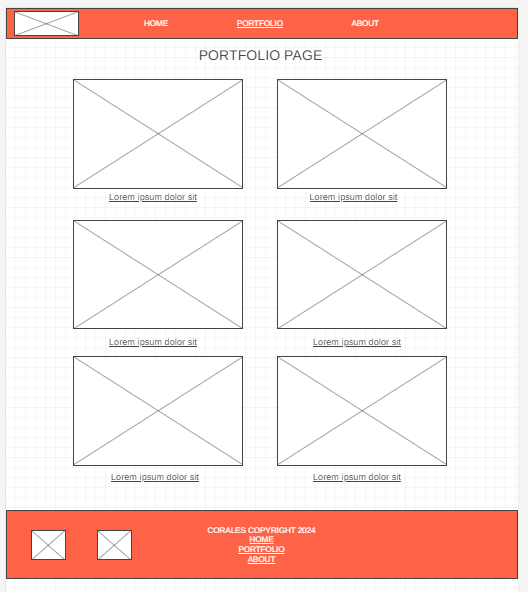 HOME PORTFOLIO ABOUT
PORTFOLIO PAGE
Lorem ipsum dolor sit Lorem ipsum dolor sit
Lorem ipsum dolor sit Lorem ipsum dolor sit
Lorem ipsum dolor sit Lorem ipsum dolor sit
CORALES COPYRIGHT 2024
HOME
PORTFOLIO
ABOUT